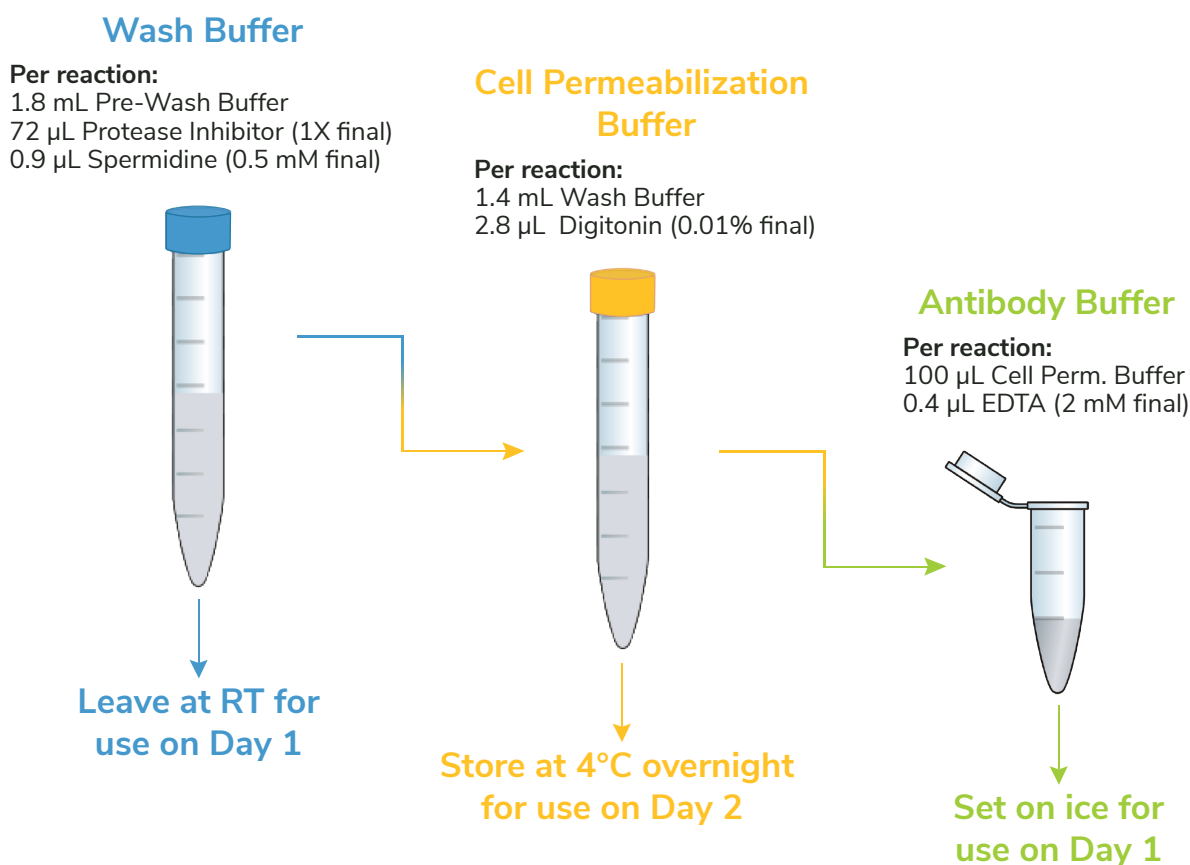 Wash Buffer
Per reaction:
1.8 mL Pre-Wash Buffer
72 µL Protease Inhibitor (1X final)
0.9 µL Spermidine (0.5 mM final)
Leave at RT for
use on Day 1
Cell Permeabilization
Buffer
Per reaction:
1.4 mL Wash Buffer
2.8 µL Digitonin (0.01% final)
Store at 4°C overnight
for use on Day 2
Antibody Buffer
Per reaction:
100 µL Cell Perm. Buffer
0.4 µL EDTA (2 mM final)
Set on ice for
use on Day 1